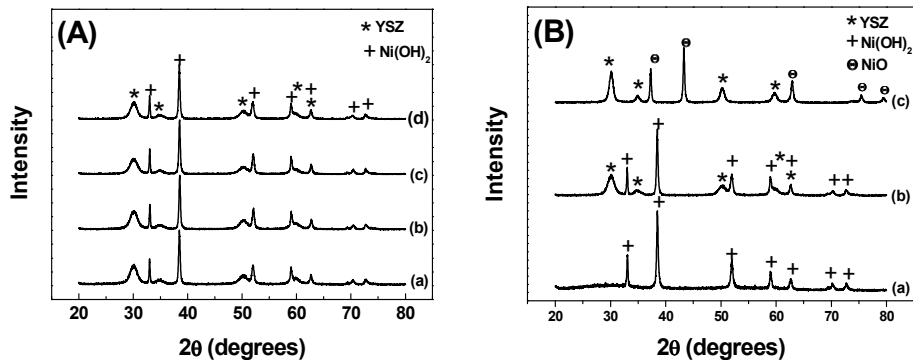 (A)
* YSZ
+ Ni(OH)2
+
* + * * + + * + * + +
(d)
(c)
(b)
(a)
Intensity
20 30 40 50 60 70 80
2θ (degrees)
(B)
* YSZ
+ Ni(OH)2
Θ NiO
* * Θ Θ * * Θ Θ Θ
(c)
+
* + * * + + * + * + +
(b)
+
+ + + + + +
(a)
Intensity
20 30 40 50 60 70 80
2θ (degrees)